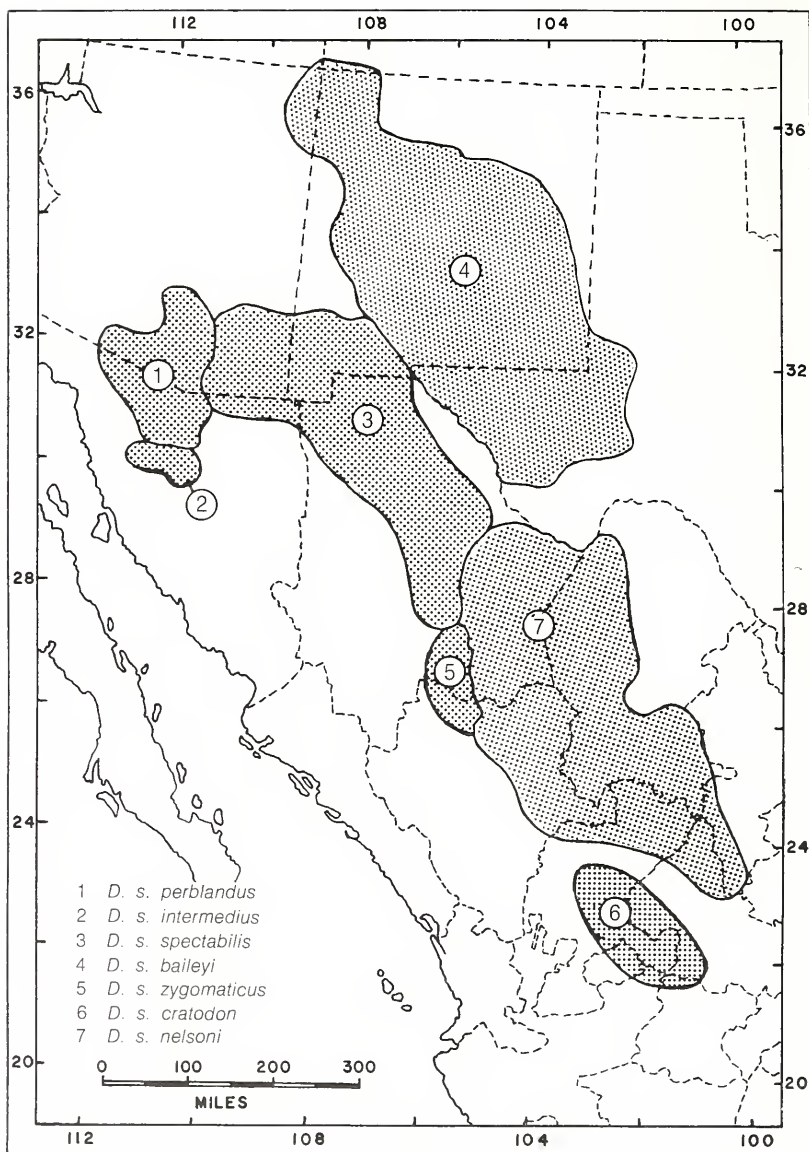 112 108 104 100
36 36
4
32 32
1
3
2
28 28
7
5
24 24
6
1 D. s. perblandus
2 D. s. intermedius
3 D. s. spectabilis
4 D. s. baileyi
5 D. s. zygomaticus
6 D. s. cratodon
7 D. s. nelsoni
20 20
0 100 200 300
MILES
112 108 104 100